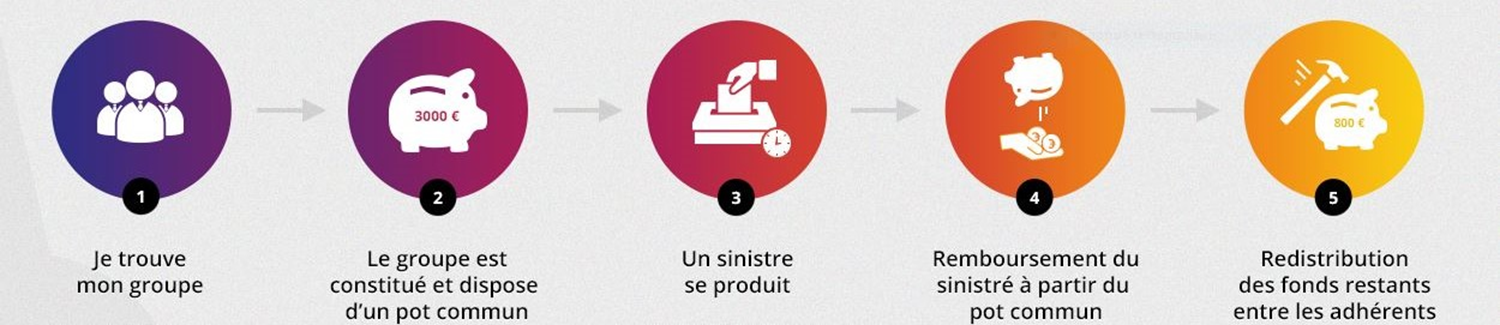 3000 €
800 €
1
2
3
4
5
Je trouve
mon groupe
Le groupe est
constitué et dispose
d'un pot commun
Un sinistre
se produit
Remboursement du
sinistré à partir du
pot commun
Redistribution
des fonds restants
entre les adhérents